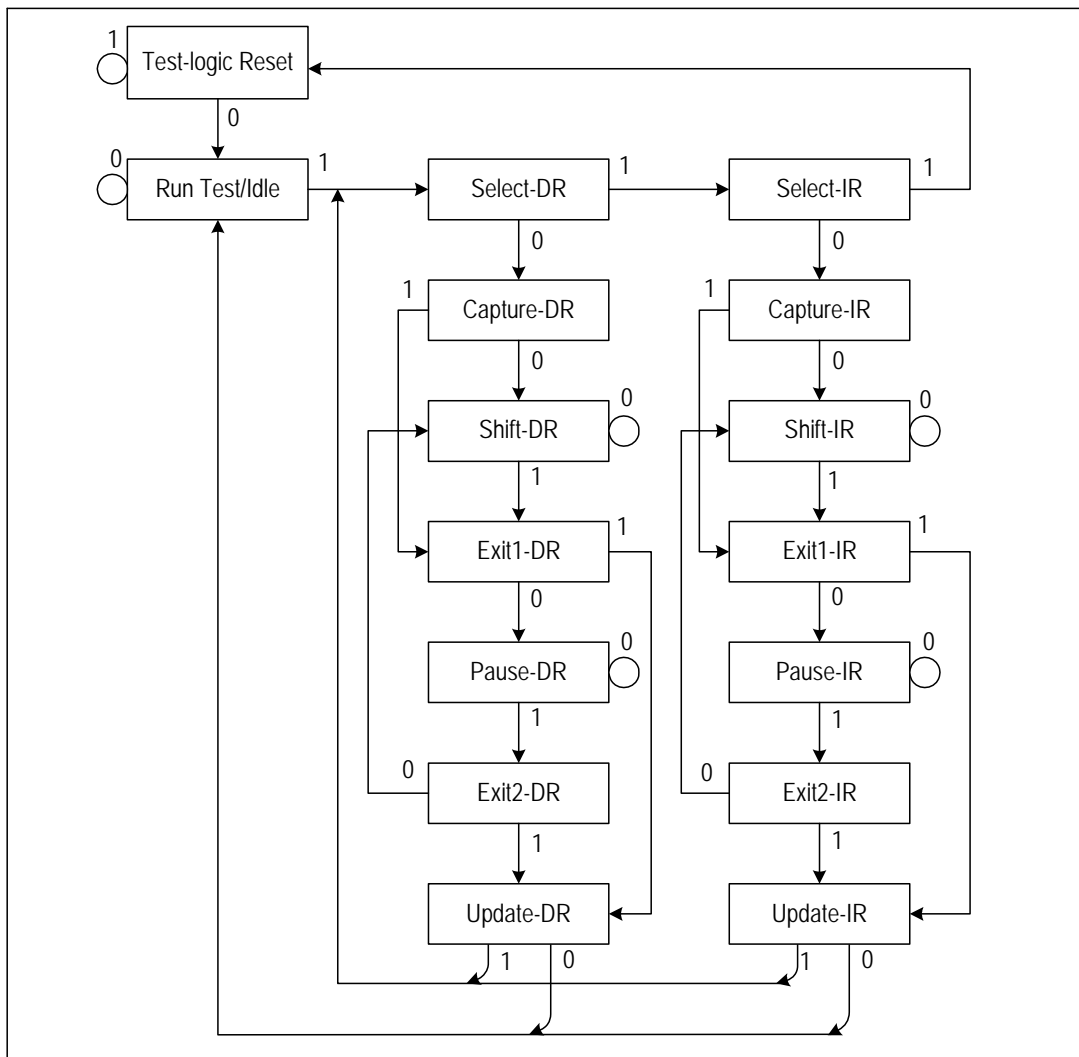 1
Test-logic Reset
0
0
Run Test/Idle
1
Select-DR
1
Select-IR
1
0
0
1
Capture-DR
1
Capture-IR
0
0
Shift-DR
0
Shift-IR
0
1
1
Exit1-DR
1
Exit1-IR
1
0
0
Pause-DR
0
Pause-IR
0
1
1
0
Exit2-DR
0
Exit2-IR
1
1
Update-DR
Update-IR
1
0
1
0